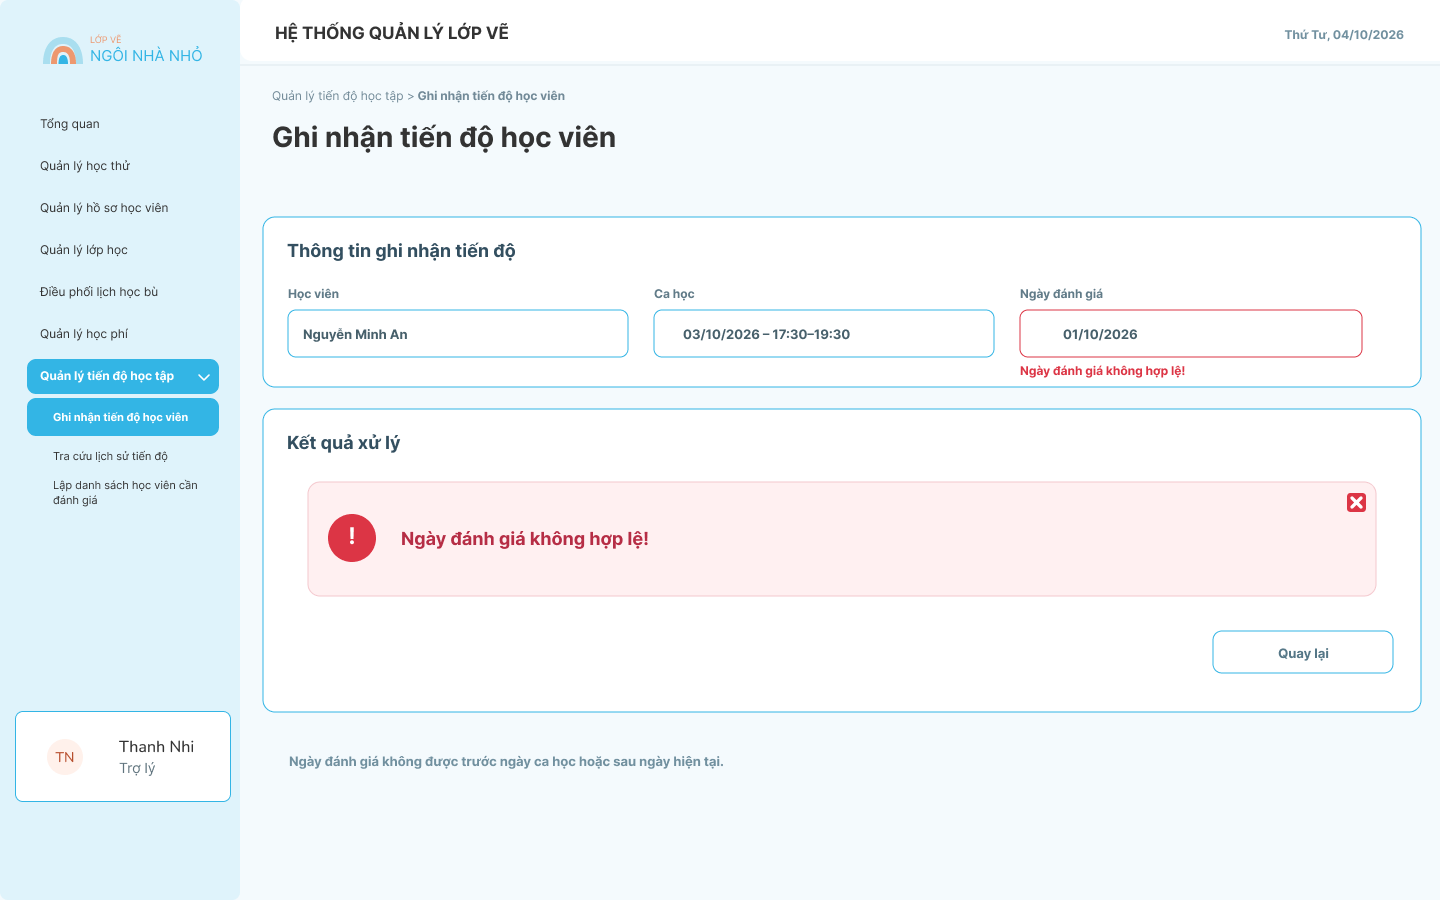 LỚP VẼ
NGÔI NHÀ NHỎ
Tổng quan
Quản lý học thử
Quản lý hồ sơ học viên
Quản lý lớp học
Điều phối lịch học bù
Quản lý học phí
Quản lý tiến độ học tập
Ghi nhận tiến độ học viên
Tra cứu lịch sử tiến độ
Lập danh sách học viên cần
đánh giá
TN
Thanh Nhi
Trợ lý
HỆ THỐNG QUẢN LÝ LỚP VẼ
Thứ Tư, 04/10/2026
Quản lý tiến độ học tập > Ghi nhận tiến độ học viên
Ghi nhận tiến độ học viên
Thông tin ghi nhận tiến độ
Học viên
Nguyễn Minh An
Ca học
03/10/2026 – 17:30–19:30
Ngày đánh giá
01/10/2026
Ngày đánh giá không hợp lệ!
Kết quả xử lý
!
Ngày đánh giá không hợp lệ!
Quay lại
Ngày đánh giá không được trước ngày ca học hoặc sau ngày hiện tại.